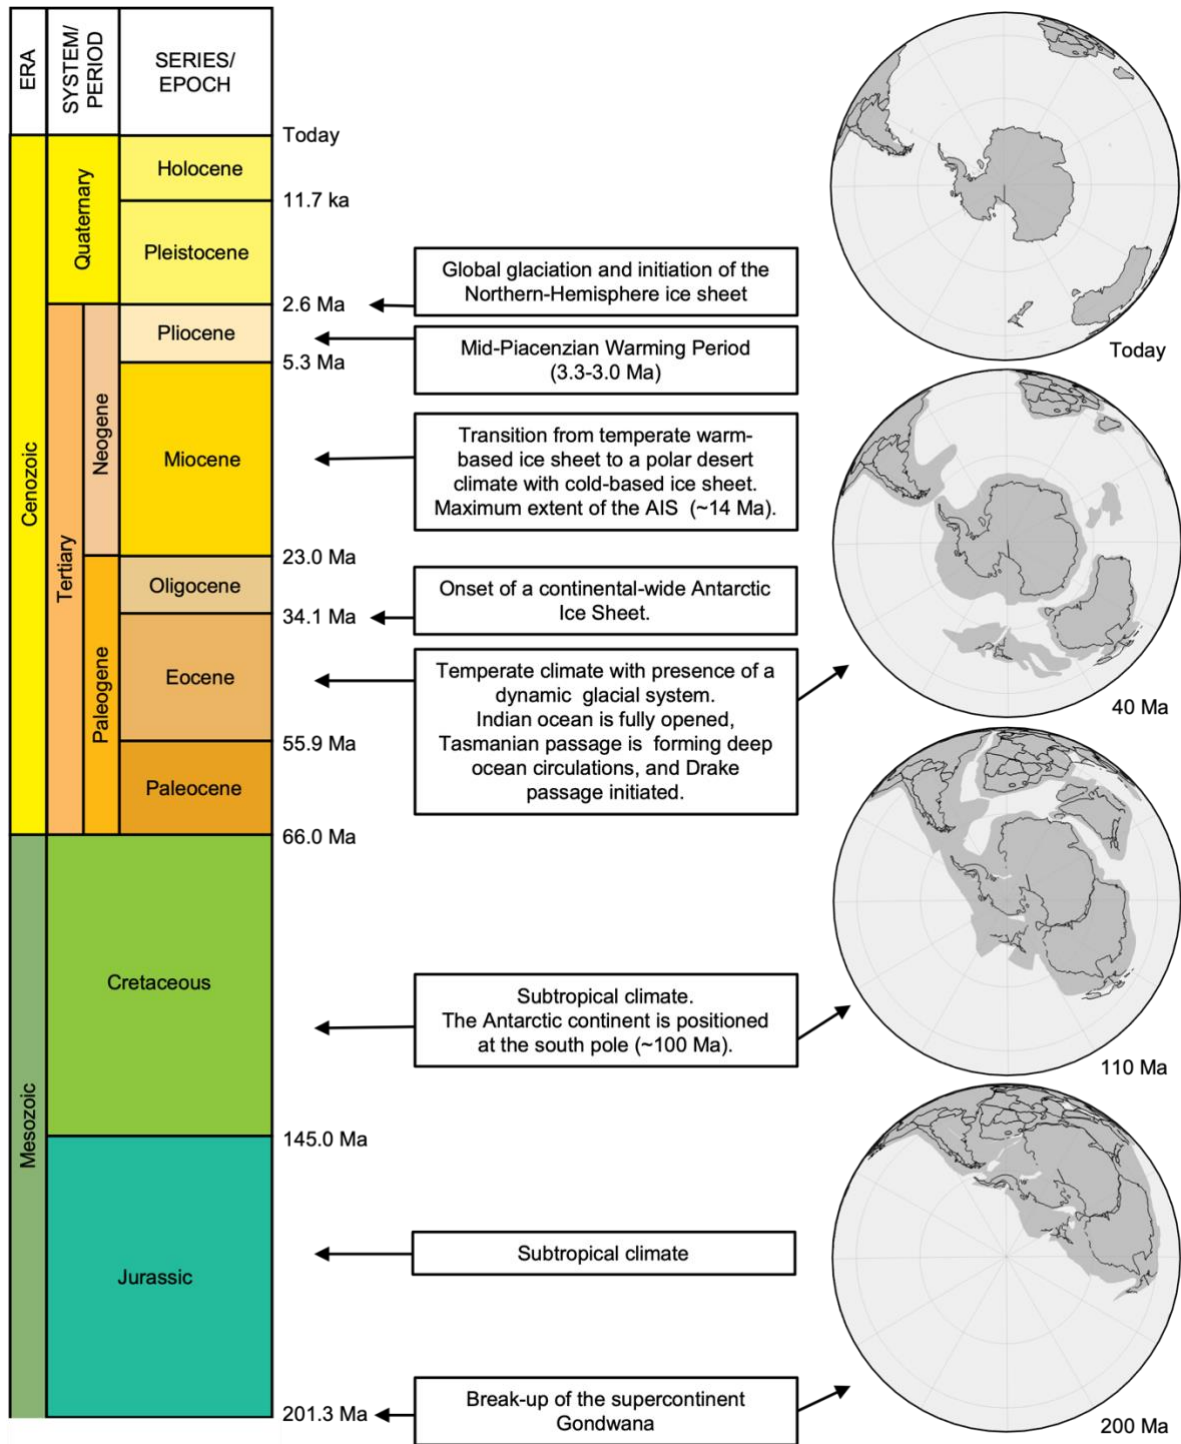 ERA
SYSTEM/
PERIOD
SERIES/
EPOCH
Today
Cenozoic
Quaternary
Holocene
11.7 ka
Pleistocene
2.6 Ma
Tertiary
Neogene
Pliocene
5.3 Ma
Miocene
23.0 Ma
Paleogene
Oligocene
34.1 Ma
Eocene
55.9 Ma
Paleocene
66.0 Ma
Mesozoic
Cretaceous
145.0 Ma
Jurassic
201.3 Ma
Global glaciation and initiation of the
Northern-Hemisphere ice sheet
Mid-Piacenzian Warming Period
(3.3-3.0 Ma)
Transition from temperate warm-
based ice sheet to a polar desert
climate with cold-based ice sheet.
Maximum extent of the AIS (~14 Ma).
Onset of a continental-wide Antarctic
Ice Sheet.
Temperate climate with presence of a
dynamic glacial system.
Indian ocean is fully opened,
Tasmanian passage is forming deep
ocean circulations, and Drake
passage initiated.
Subtropical climate.
The Antarctic continent is positioned
at the south pole (~100 Ma).
Subtropical climate
Break-up of the supercontinent
Gondwana
Today
40 Ma
110 Ma
200 Ma